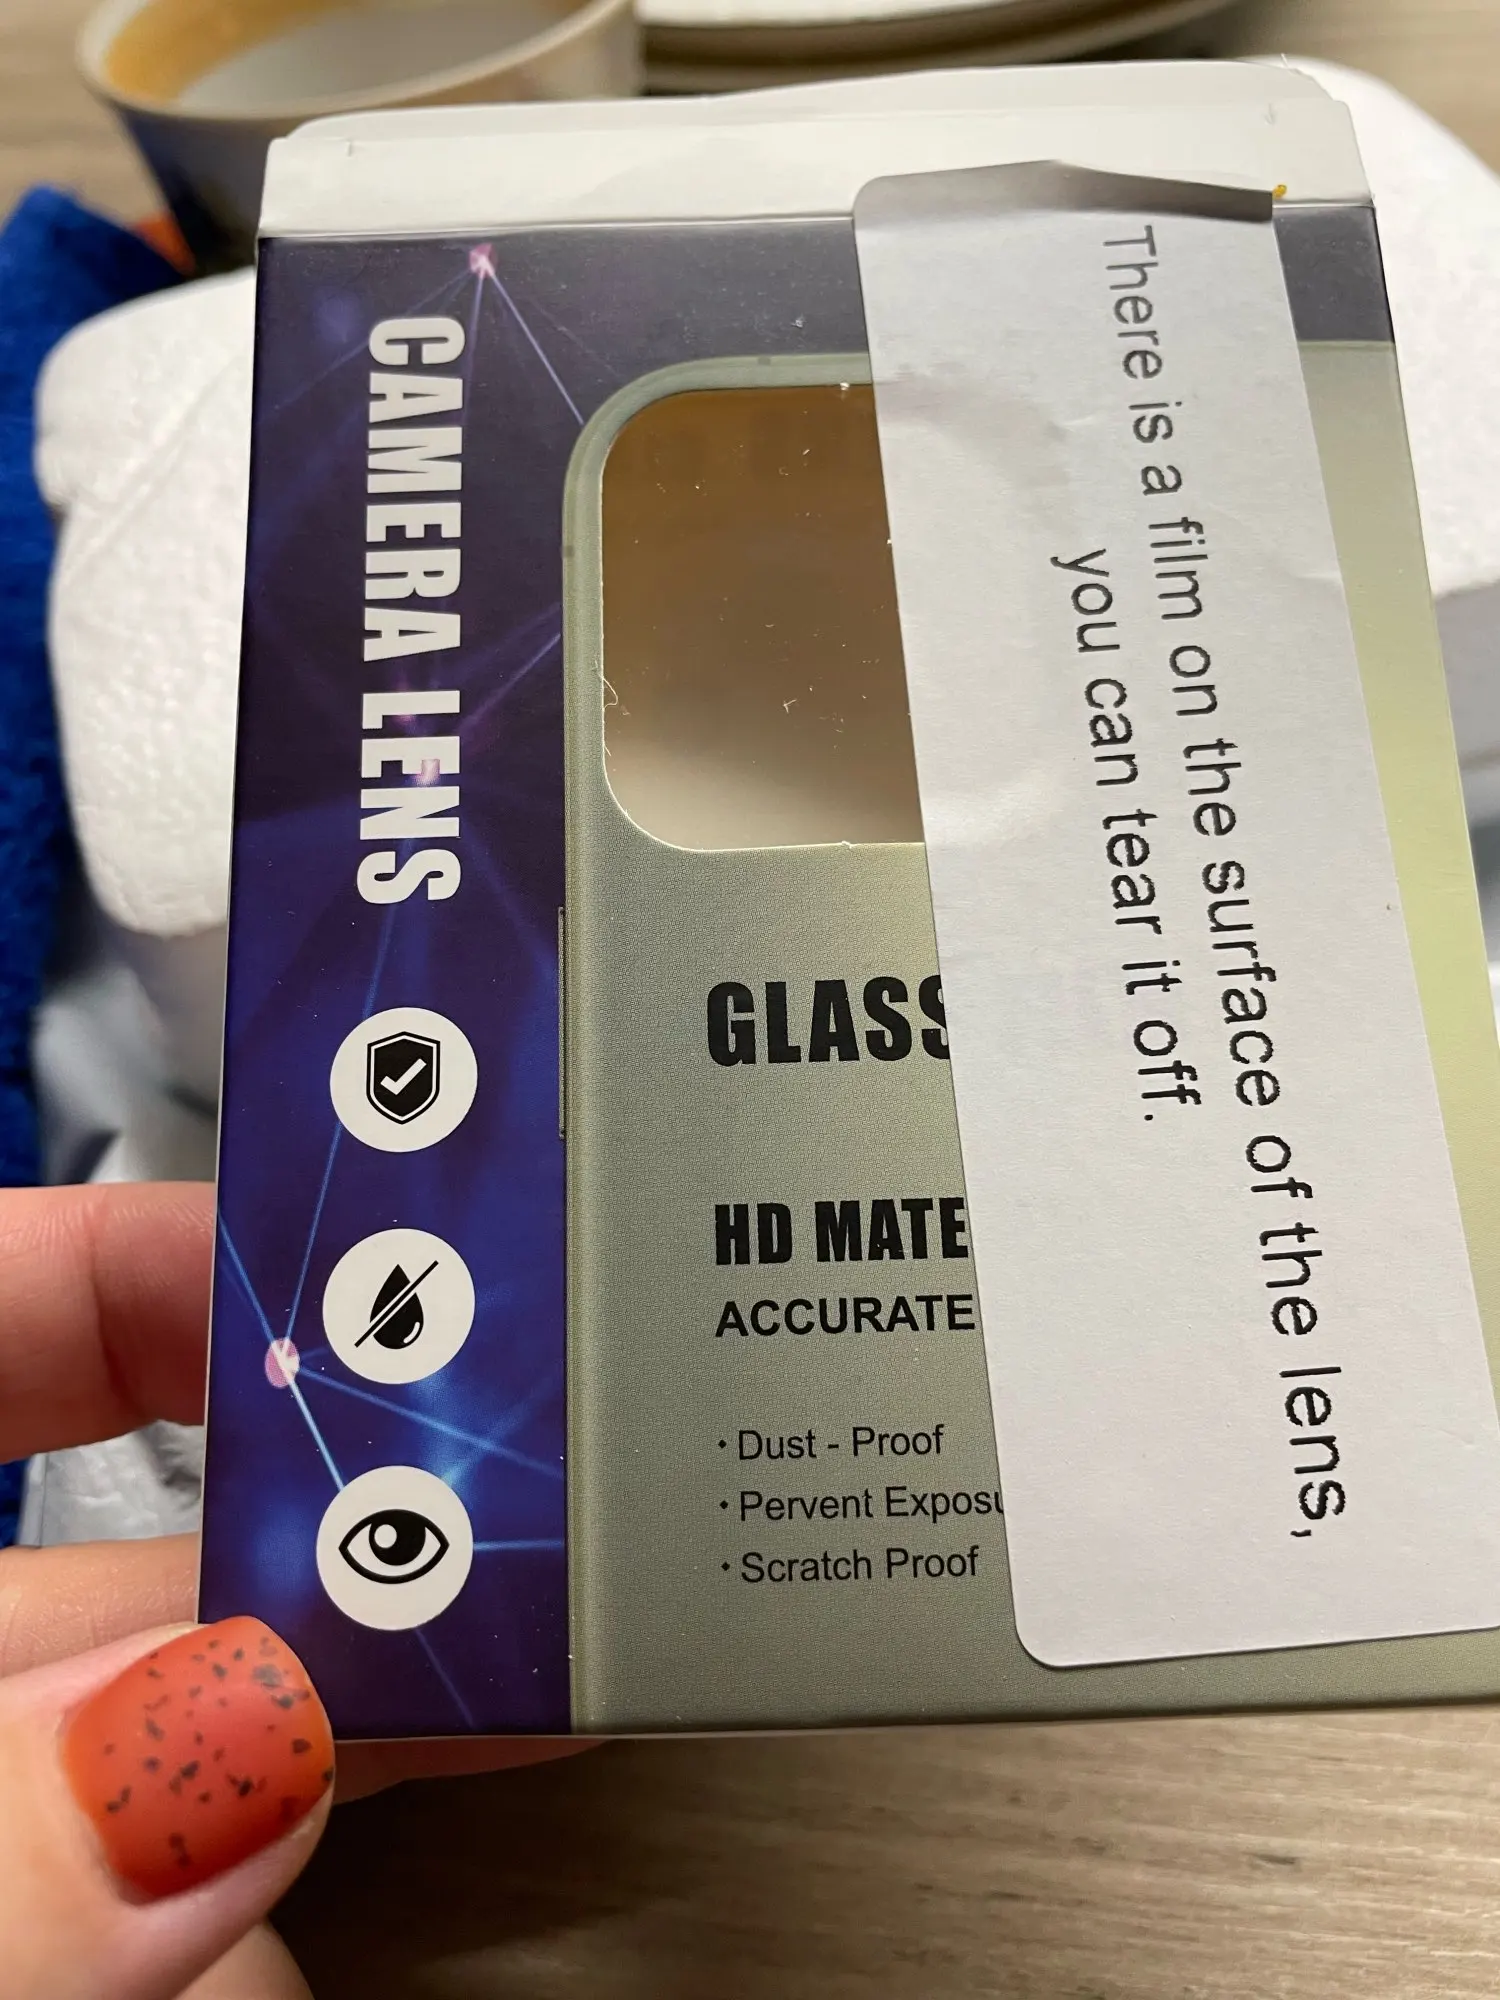 CAMERA LENS
GLASS
HD MATE
ACCURATE
· Dust - Proof
· Pervent Exposu
· Scratch Proof
There is a film on the surface of the lens,
you can tear it off.